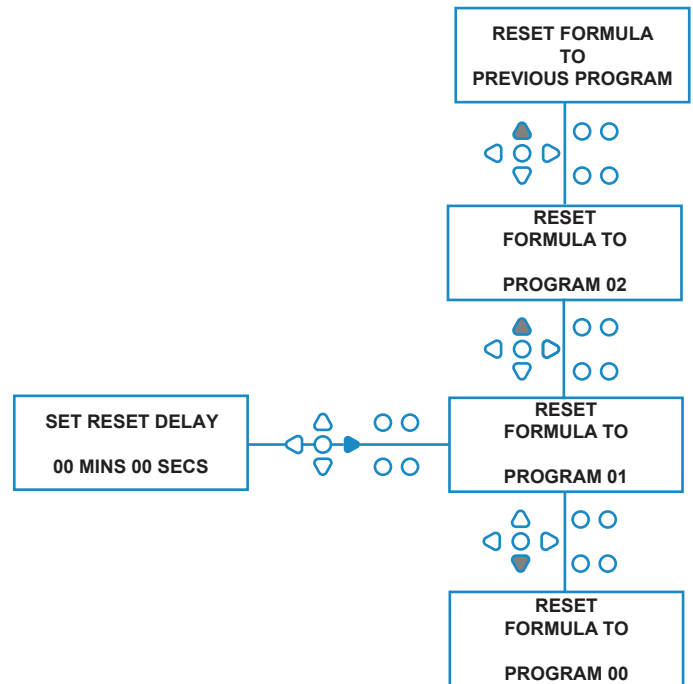 RESET FORMULA
TO
PREVIOUS PROGRAM
RESET
FORMULA TO
PROGRAM 02
SET RESET DELAY
00 MINS 00 SECS
RESET
FORMULA TO
PROGRAM 01
RESET
FORMULA TO
PROGRAM 00